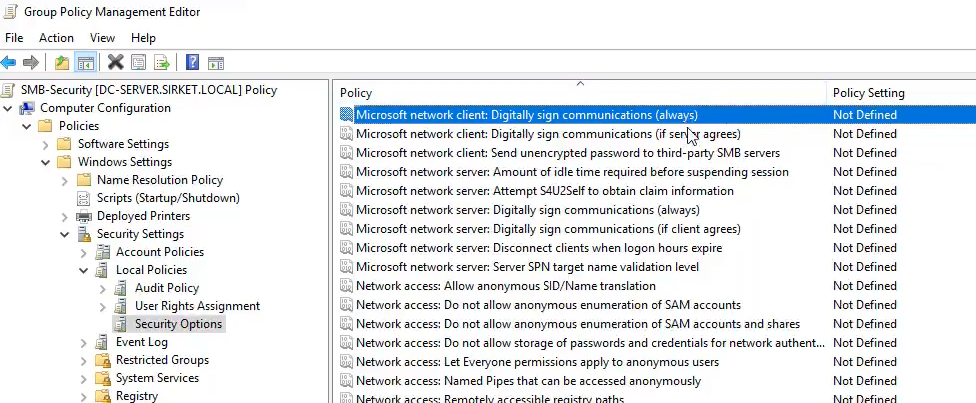 Group Policy Management Editor
File Action View Help
SMB-Security [DC-SERVER.SIRKET.LOCAL] Policy
Computer Configuration
Policies
Software Settings
Windows Settings
Name Resolution Policy
Scripts (Startup/Shutdown)
Deployed Printers
Security Settings
Account Policies
Local Policies
Audit Policy
User Rights Assignment
Security Options
Event Log
Restricted Groups
System Services
Registry
Policy Policy Setting
Microsoft network client: Digitally sign communications (always) Not Defined
Microsoft network client: Digitally sign communications (if server agrees) Not Defined
Microsoft network client: Send unencrypted password to third-party SMB servers Not Defined
Microsoft network server: Amount of idle time required before suspending session Not Defined
Microsoft network server: Attempt S4U2Self to obtain claim information Not Defined
Microsoft network server: Digitally sign communications (always) Not Defined
Microsoft network server: Digitally sign communications (if client agrees) Not Defined
Microsoft network server: Disconnect clients when logon hours expire Not Defined
Microsoft network server: Server SPN target name validation level Not Defined
Network access: Allow anonymous SID/Name translation Not Defined
Network access: Do not allow anonymous enumeration of SAM accounts Not Defined
Network access: Do not allow anonymous enumeration of SAM accounts and shares Not Defined
Network access: Do not allow storage of passwords and credentials for network authent... Not Defined
Network access: Let Everyone permissions apply to anonymous users Not Defined
Network access: Named Pipes that can be accessed anonymously Not Defined
Network access: Remotely accessible registry paths Not Defined